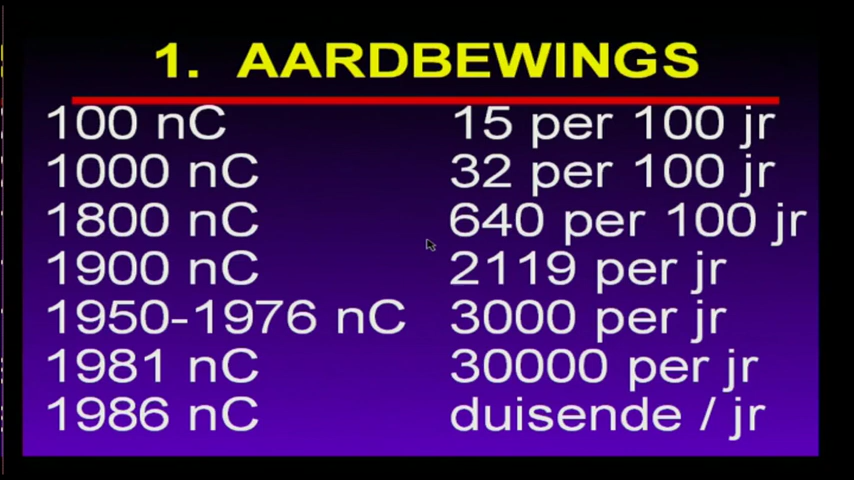 1. AARDBEWINGS
100 nC 15 per 100 jr
1000 nC 32 per 100 jr
1800 nC 640 per 100 jr
1900 nC 2119 per jr
1950-1976 nC 3000 per jr
1981 nC 30000 per jr
1986 nC duisende / jr